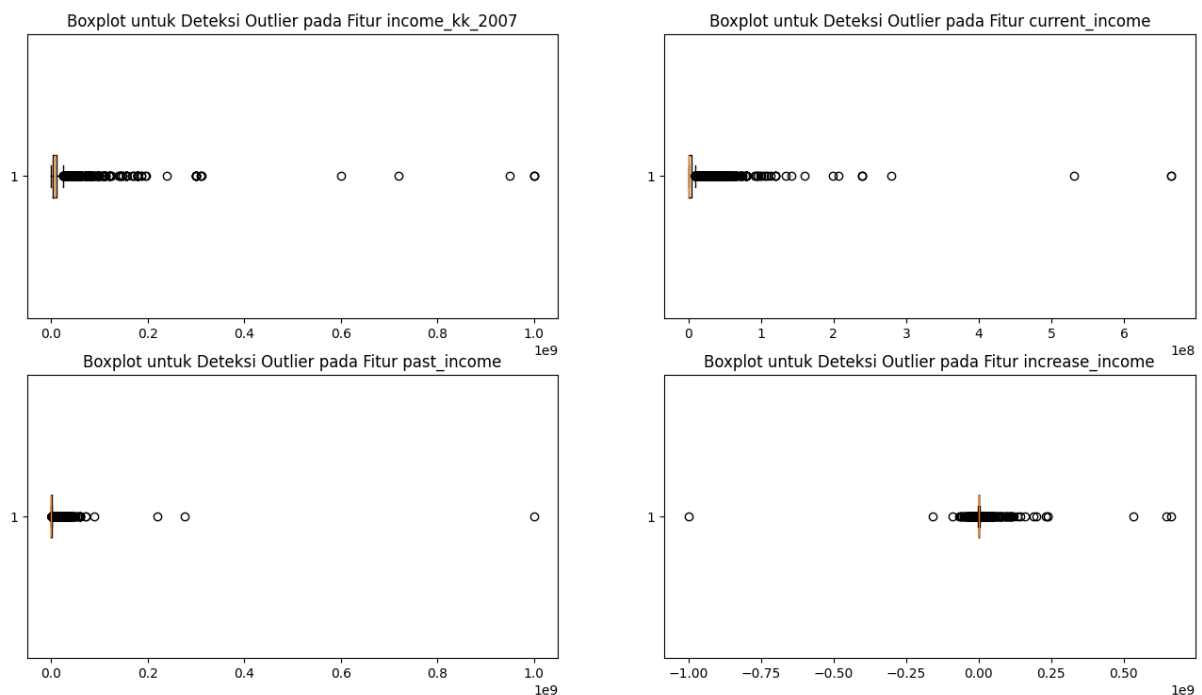 Boxplot untuk Deteksi Outlier pada Fitur income_kk_2007
1
0.0 0.2 0.4 0.6 0.8 1.0
1e9
Boxplot untuk Deteksi Outlier pada Fitur current_income
1
0 1 2 3 4 5 6
1e8
Boxplot untuk Deteksi Outlier pada Fitur past_income
1
0.0 0.2 0.4 0.6 0.8 1.0
1e9
Boxplot untuk Deteksi Outlier pada Fitur increase_income
1
−1.00 −0.75 −0.50 −0.25 0.00 0.25 0.50
1e9